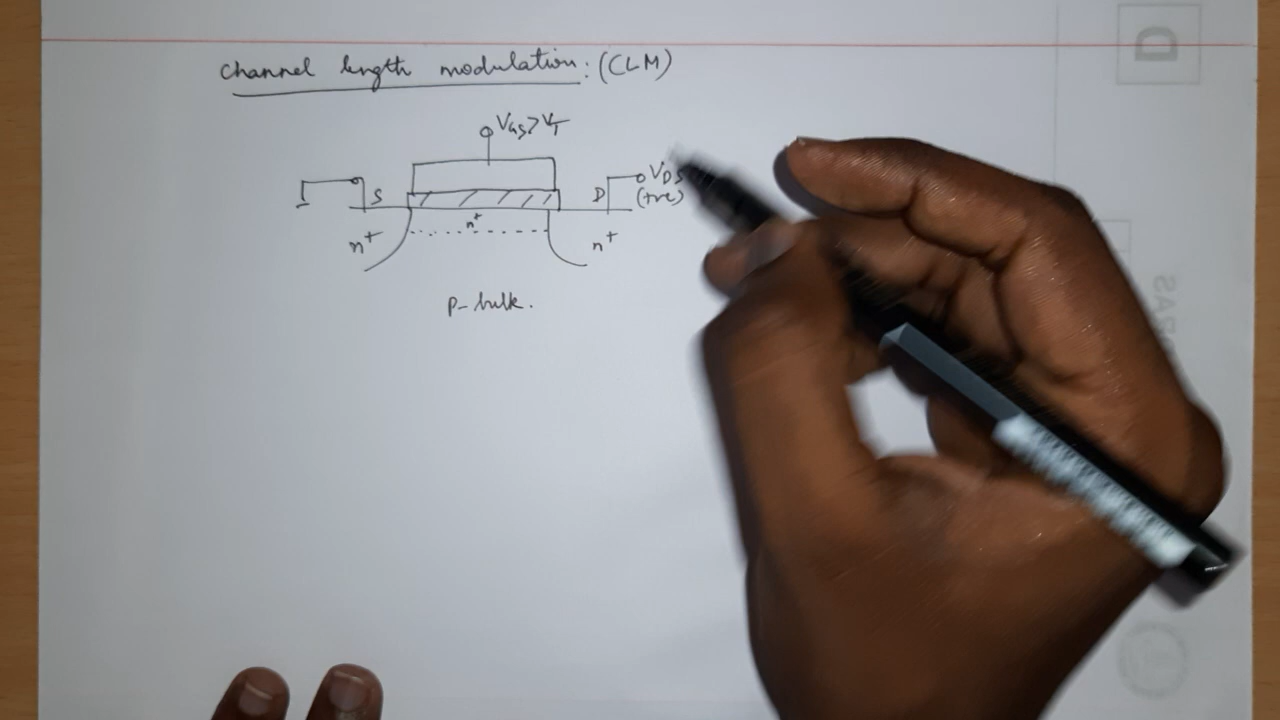 Channel length modulation: (CLM)
VGS>VT
S
D
VDS
(+ve)
n+
n+
n+
P-bulk.
D